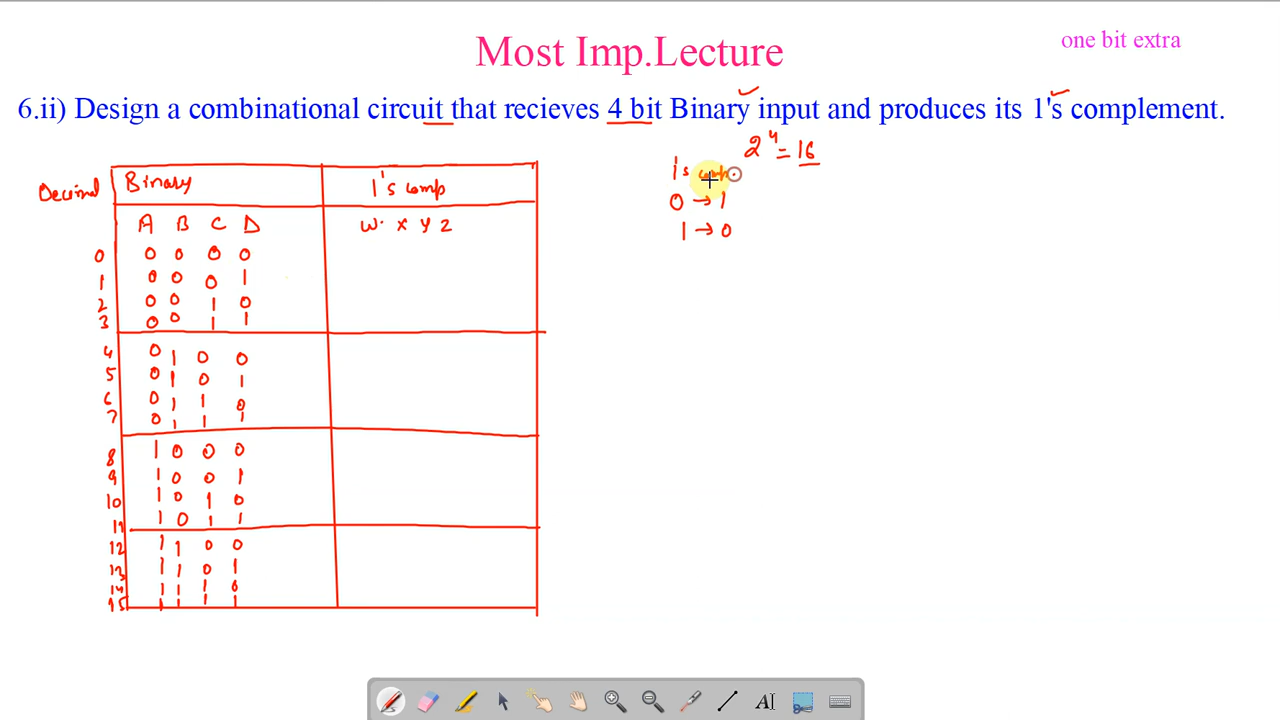 one bit extra
Most Imp.Lecture
6.ii) Design a combinational circuit that recieves 4 bit Binary input and produces its 1's complement.
2^4 = 16
1's comp
0 → 1
1 → 0
Decimal Binary 1's comp
A B C D W X Y Z
0 0 0 0 0
1 0 0 0 1
2 0 0 1 0
3 0 0 1 1
4 0 1 0 0
5 0 1 0 1
6 0 1 1 0
7 0 1 1 1
8 1 0 0 0
9 1 0 0 1
10 1 0 1 0
11 1 0 1 1
12 1 1 0 0
13 1 1 0 1
14 1 1 1 0
15 1 1 1 1
AI